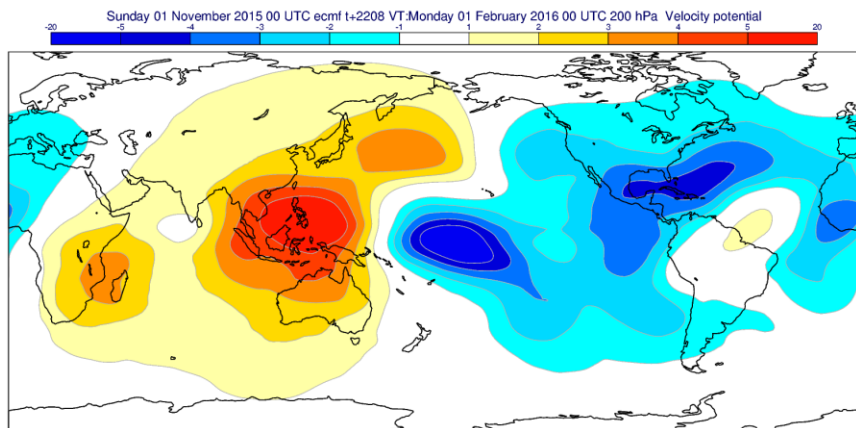 Sunday 01 November 2015 00 UTC ecmf t+2208 VT:Monday 01 February 2016 00 UTC 200 hPa Velocity potential
-20 -5 -4 -3 -2 -1 1 2 3 4 5 20